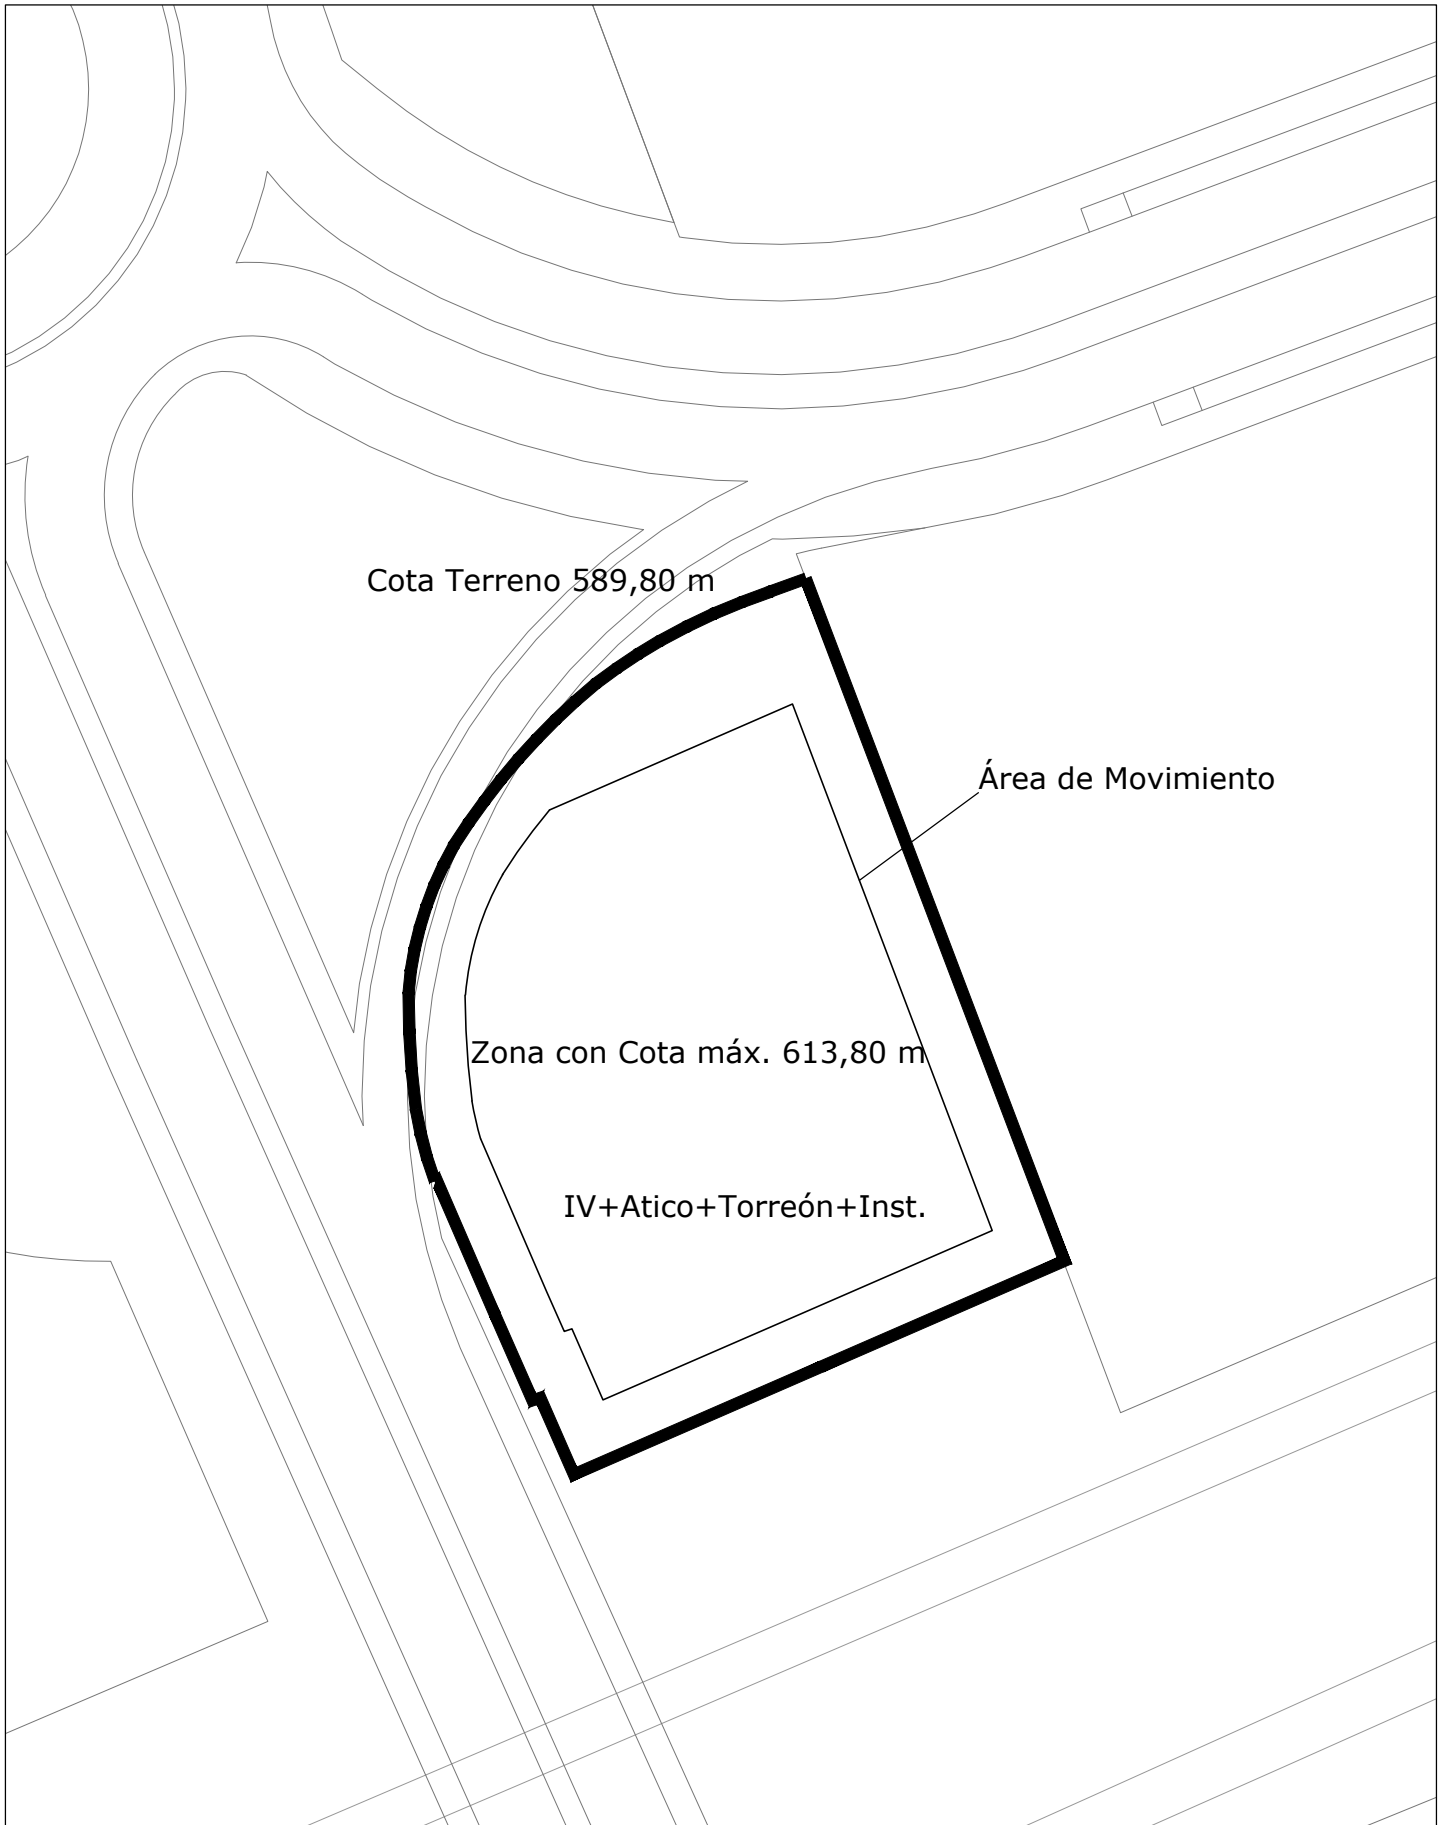 Cota Terreno 589,80 m
Área de Movimiento
Zona con Cota máx. 613,80 m
IV+Atico+Torreón+Inst.